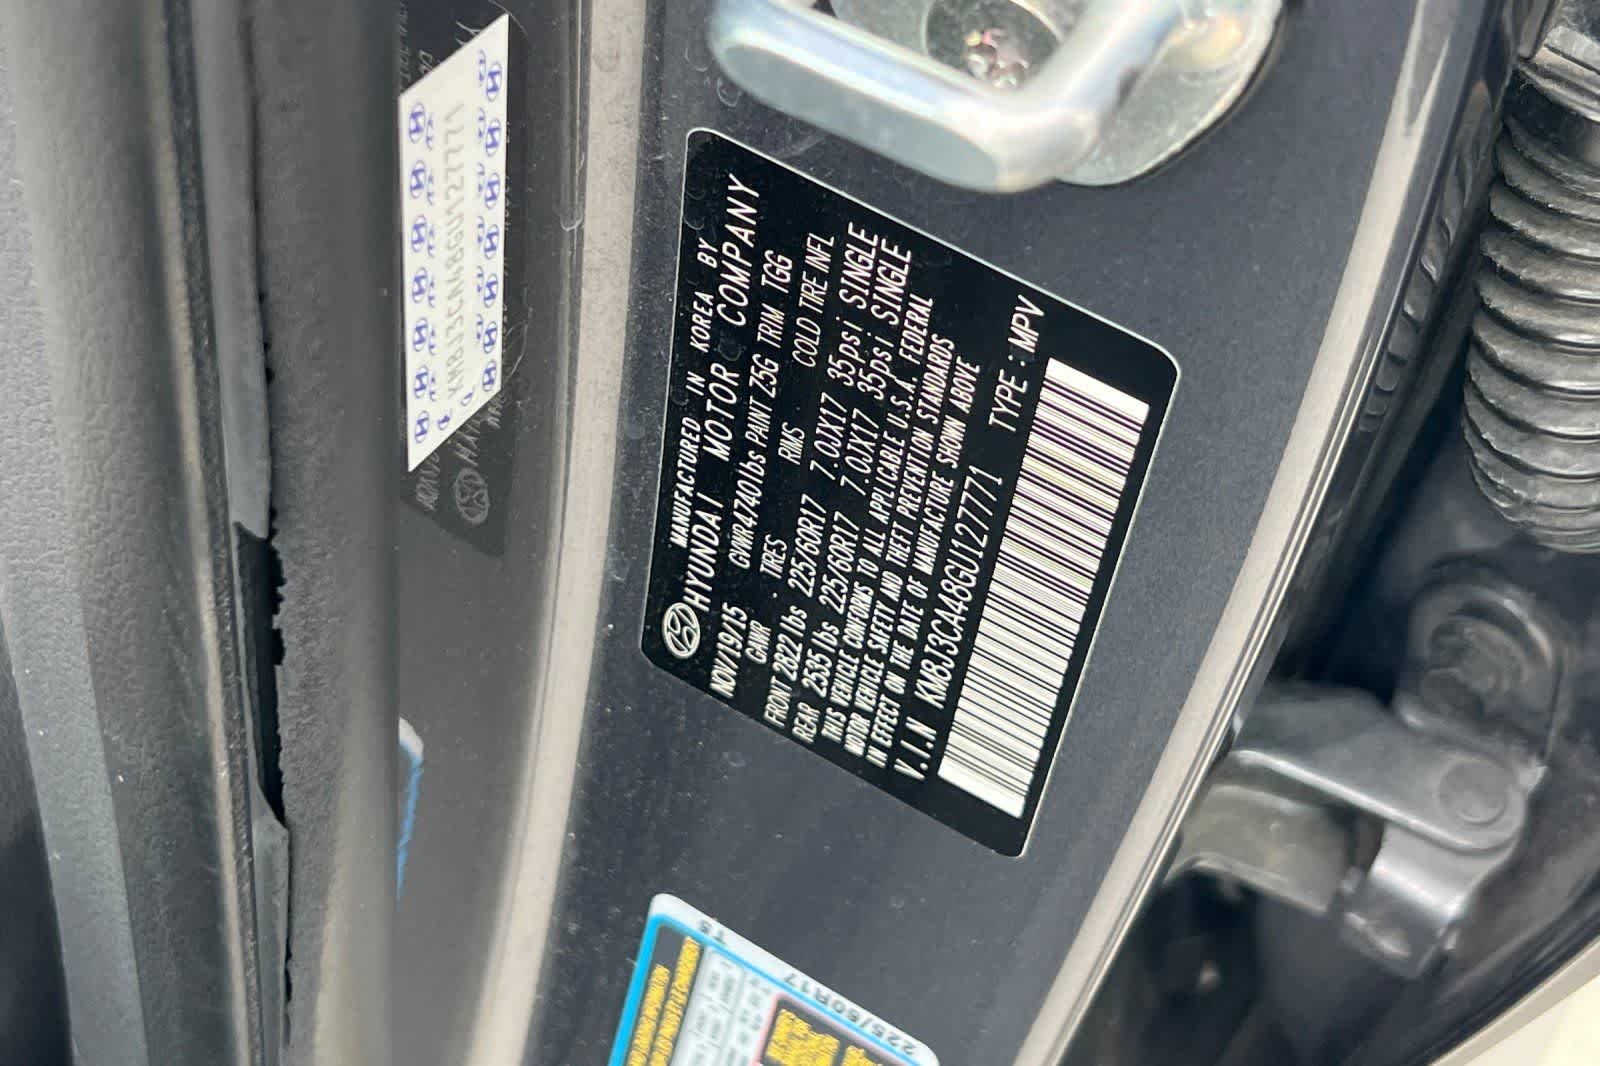 MANUFACTURED IN KOREA BY
HYUNDAI MOTOR COMPANY
NOV/19/15 GVWR4740lbs PAINT Z5G TRIM TGG
GAWR TIRES RIMS COLD TIRE INFL
FRONT 2822lbs 225/60R17 7.0JX17 35psi SINGLE
REAR 2535lbs 225/60R17 7.0JX17 35psi SINGLE
THIS VEHICLE CONFORMS TO ALL APPLICABLE U.S.A. FEDERAL
MOTOR VEHICLE SAFETY AND THEFT PREVENTION STANDARDS
IN EFFECT ON THE DATE OF MANUFACTURE SHOWN ABOVE
V.I.N KM8J3CA48GU127771 TYPE : MPV
KM8J3CA48GU127771
225/60R17